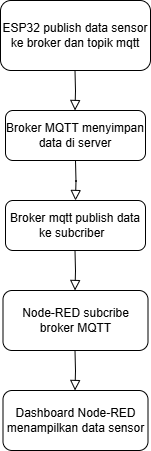 ESP32 publish data sensor
ke broker dan topik mqtt
Broker MQTT menyimpan
data di server
Broker mqtt publish data
ke subcriber
Node-RED subcribe
broker MQTT
Dashboard Node-RED
menampilkan data sensor